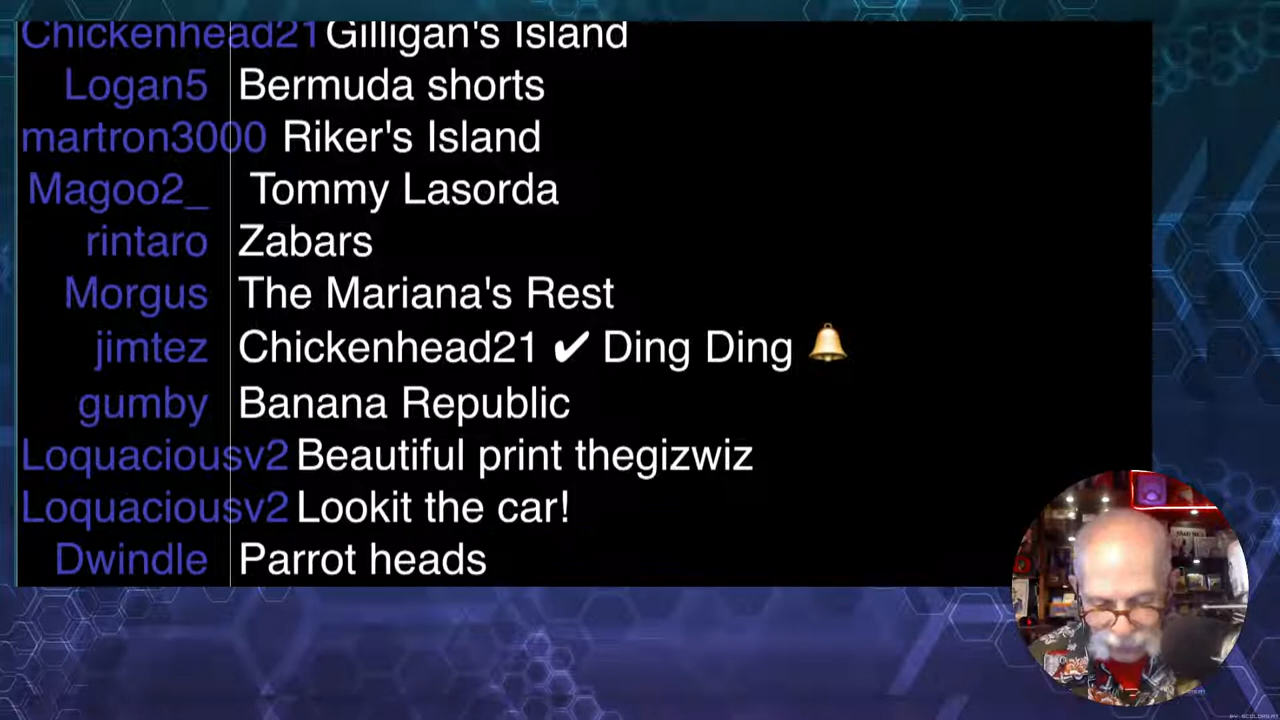 Chickenhead21 Gilligan's Island
Logan5 Bermuda shorts
martron3000 Riker's Island
Magoo2_ Tommy Lasorda
rintaro Zabars
Morgus The Mariana's Rest
jimtez Chickenhead21 ✔ Ding Ding 🔔
gumby Banana Republic
Loquaciousv2 Beautiful print thegizwiz
Loquaciousv2 Lookit the car!
Dwindle Parrot heads